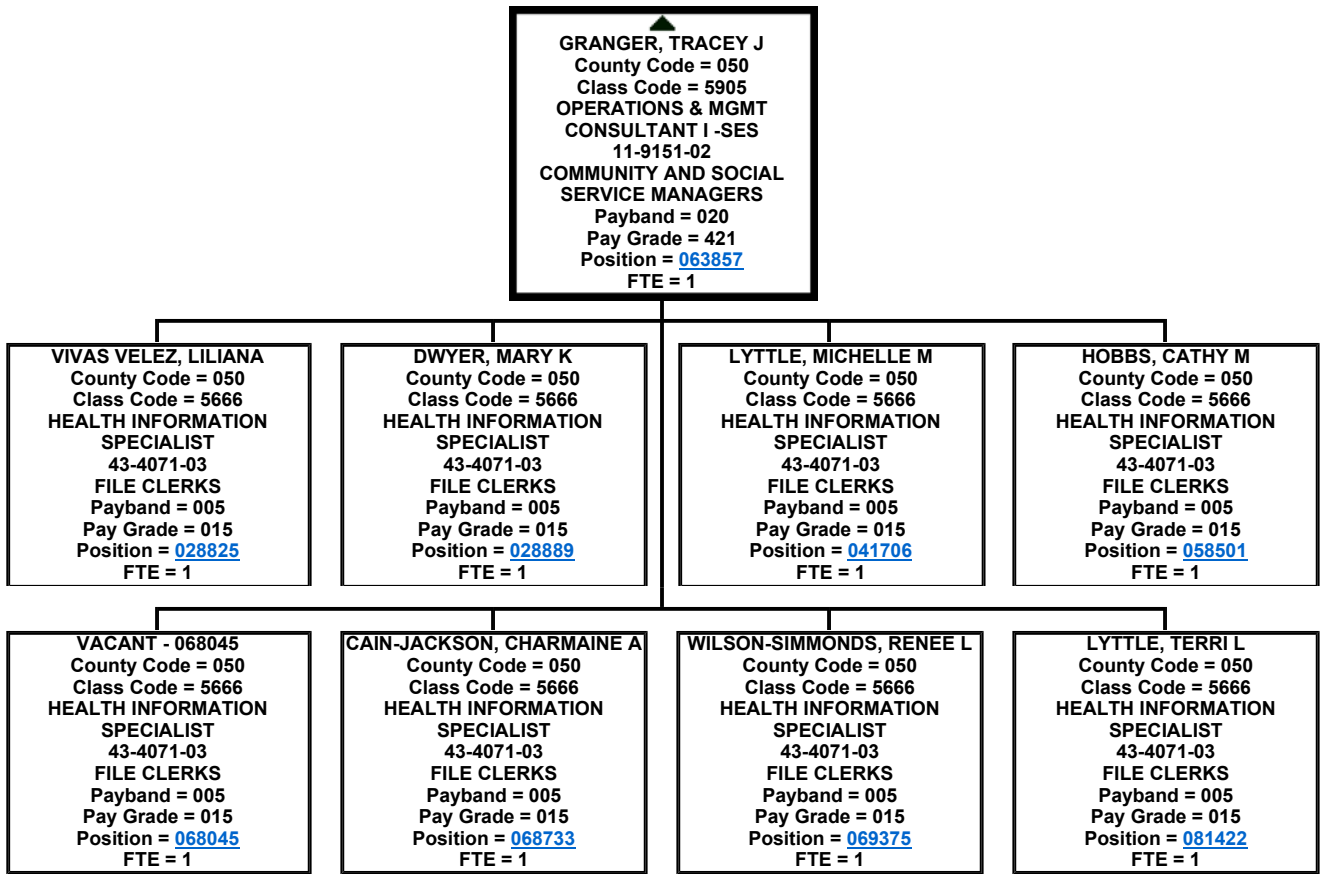 GRANGER, TRACEY J
County Code = 050
Class Code = 5905
OPERATIONS & MGMT
CONSULTANT I -SES
11-9151-02
COMMUNITY AND SOCIAL
SERVICE MANAGERS
Payband = 020
Pay Grade = 421
Position = 063857
FTE = 1
VIVAS VELEZ, LILIANA
County Code = 050
Class Code = 5666
HEALTH INFORMATION
SPECIALIST
43-4071-03
FILE CLERKS
Payband = 005
Pay Grade = 015
Position = 028825
FTE = 1
DWYER, MARY K
County Code = 050
Class Code = 5666
HEALTH INFORMATION
SPECIALIST
43-4071-03
FILE CLERKS
Payband = 005
Pay Grade = 015
Position = 028889
FTE = 1
LYTTLE, MICHELLE M
County Code = 050
Class Code = 5666
HEALTH INFORMATION
SPECIALIST
43-4071-03
FILE CLERKS
Payband = 005
Pay Grade = 015
Position = 041706
FTE = 1
HOBBS, CATHY M
County Code = 050
Class Code = 5666
HEALTH INFORMATION
SPECIALIST
43-4071-03
FILE CLERKS
Payband = 005
Pay Grade = 015
Position = 058501
FTE = 1
VACANT - 068045
County Code = 050
Class Code = 5666
HEALTH INFORMATION
SPECIALIST
43-4071-03
FILE CLERKS
Payband = 005
Pay Grade = 015
Position = 068045
FTE = 1
CAIN-JACKSON, CHARMAINE A
County Code = 050
Class Code = 5666
HEALTH INFORMATION
SPECIALIST
43-4071-03
FILE CLERKS
Payband = 005
Pay Grade = 015
Position = 068733
FTE = 1
WILSON-SIMMONDS, RENEE L
County Code = 050
Class Code = 5666
HEALTH INFORMATION
SPECIALIST
43-4071-03
FILE CLERKS
Payband = 005
Pay Grade = 015
Position = 069375
FTE = 1
LYTTLE, TERRI L
County Code = 050
Class Code = 5666
HEALTH INFORMATION
SPECIALIST
43-4071-03
FILE CLERKS
Payband = 005
Pay Grade = 015
Position = 081422
FTE = 1